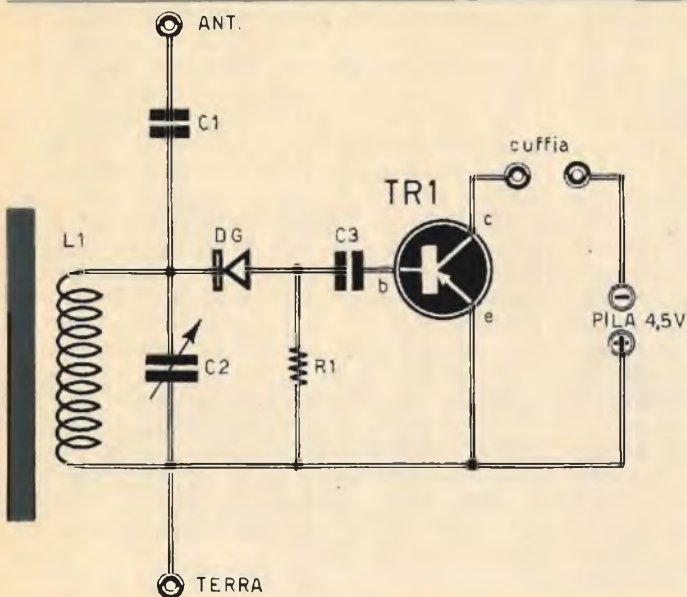 ANT.
C1
cuffia
TR1
L1
DG
C3
c
b
e
C2
R1
PILA 4,5V
TERRA